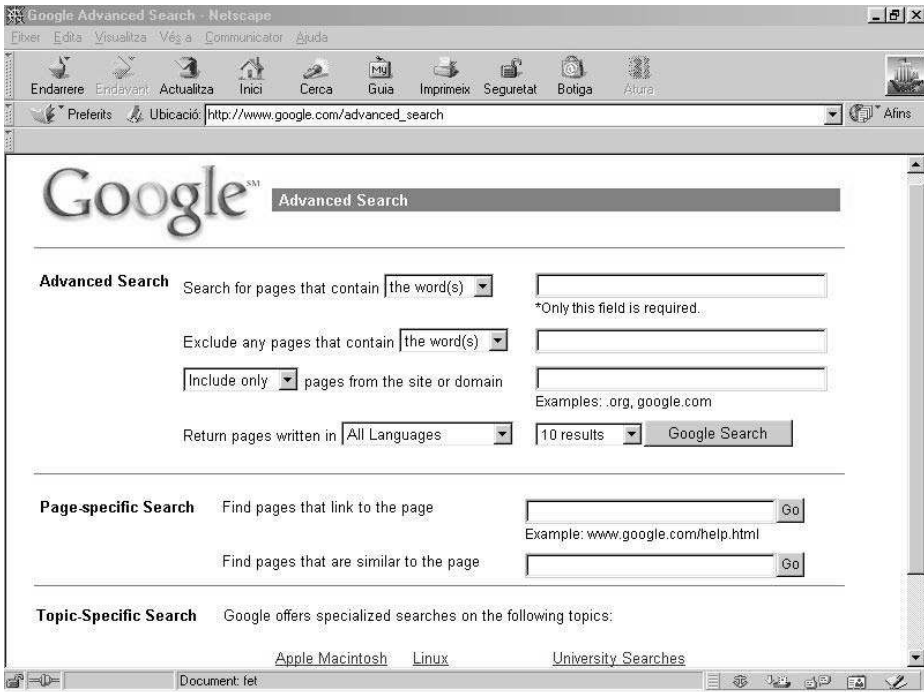 Google Advanced Search - Netscape
Fitxer Edita Visualitza Vés a Communicator Ajuda
Endarrere Endavant Actualitza Inici Cerca Guia Imprimeix Seguretat Botiga Atura
My
Preferits Ubicació: http://www.google.com/advanced_search Afins
Google SM Advanced Search
Advanced Search Search for pages that contain the word(s)
*Only this field is required.
Exclude any pages that contain the word(s)
Include only pages from the site or domain
Examples: .org, google.com
Return pages written in All Languages 10 results Google Search
Page-specific Search Find pages that link to the page Go
Example: www.google.com/help.html
Find pages that are similar to the page Go
Topic-Specific Search Google offers specialized searches on the following topics:
Apple Macintosh Linux University Searches
Document: fet